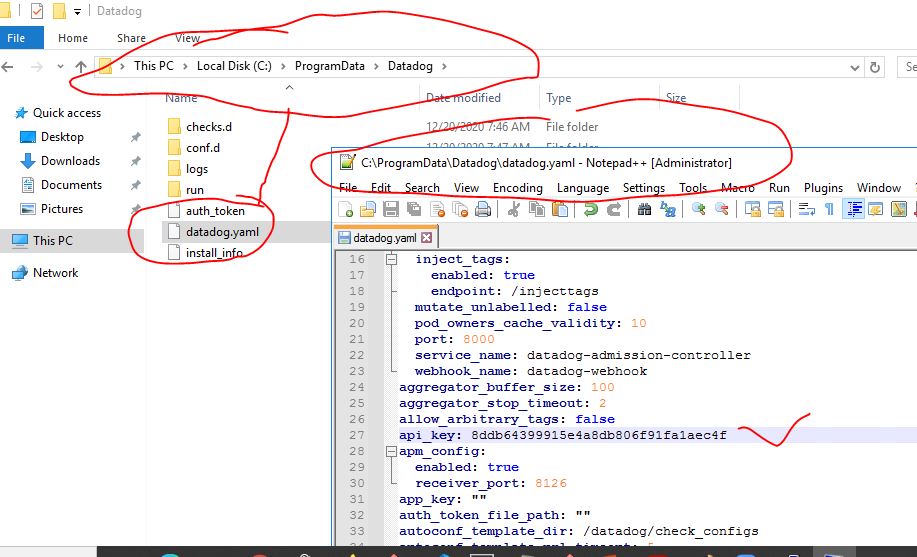 Datadog
File Home Share View
This PC > Local Disk (C:) > ProgramData > Datadog >
Name Date modified Type Size
Quick access
Desktop
Downloads
Documents
Pictures
This PC
Network
checks.d 12/20/2020 7:46 AM File folder
conf.d 12/20/2020 7:47 AM File folder
logs
run
auth_token
datadog.yaml
install_info
C:\ProgramData\Datadog\datadog.yaml - Notepad++ [Administrator]
File Edit Search View Encoding Language Settings Tools Macro Run Plugins Window
datadog.yaml
16 inject_tags:
17 enabled: true
18 endpoint: /injecttags
19 mutate_unlabelled: false
20 pod_owners_cache_validity: 10
21 port: 8000
22 service_name: datadog-admission-controller
23 webhook_name: datadog-webhook
24 aggregator_buffer_size: 100
25 aggregator_stop_timeout: 2
26 allow_arbitrary_tags: false
27 api_key: 8ddb64399915e4a8db806f91fa1aec4f
28 apm_config:
29 enabled: true
30 receiver_port: 8126
31 app_key: ""
32 auth_token_file_path: ""
33 autoconf_template_dir: /datadog/check_configs